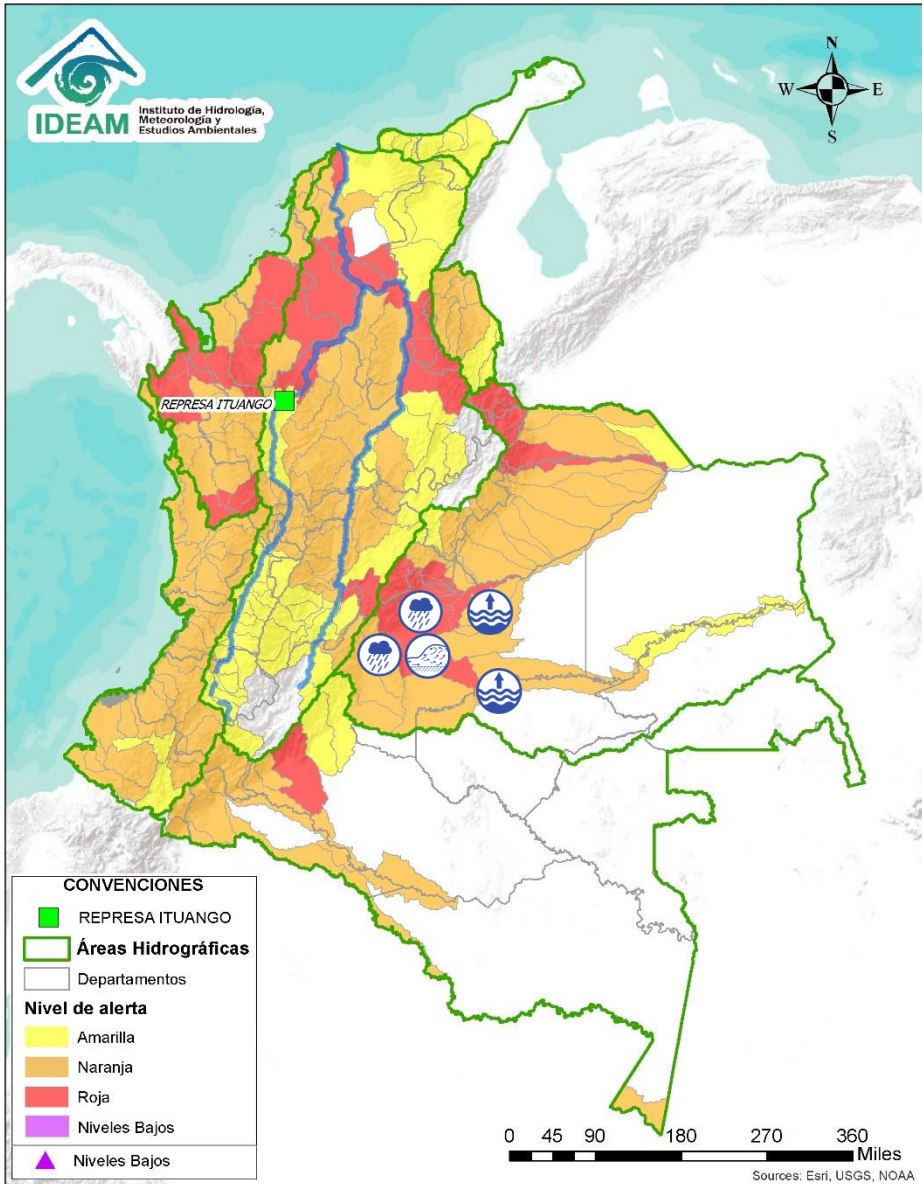 IDEAM
Instituto de Hidrología,
Meteorología y
Estudios Ambientales
N
W
E
S
REPRESA ITUANGO
CONVENCIONES
REPRESA ITUANGO
Áreas Hidrográficas
Departamentos
Nivel de alerta
Amarilla
Naranja
Roja
Niveles Bajos
Niveles Bajos
0 45 90 180 270 360
Miles
Sources: Esri, USGS, NOAA